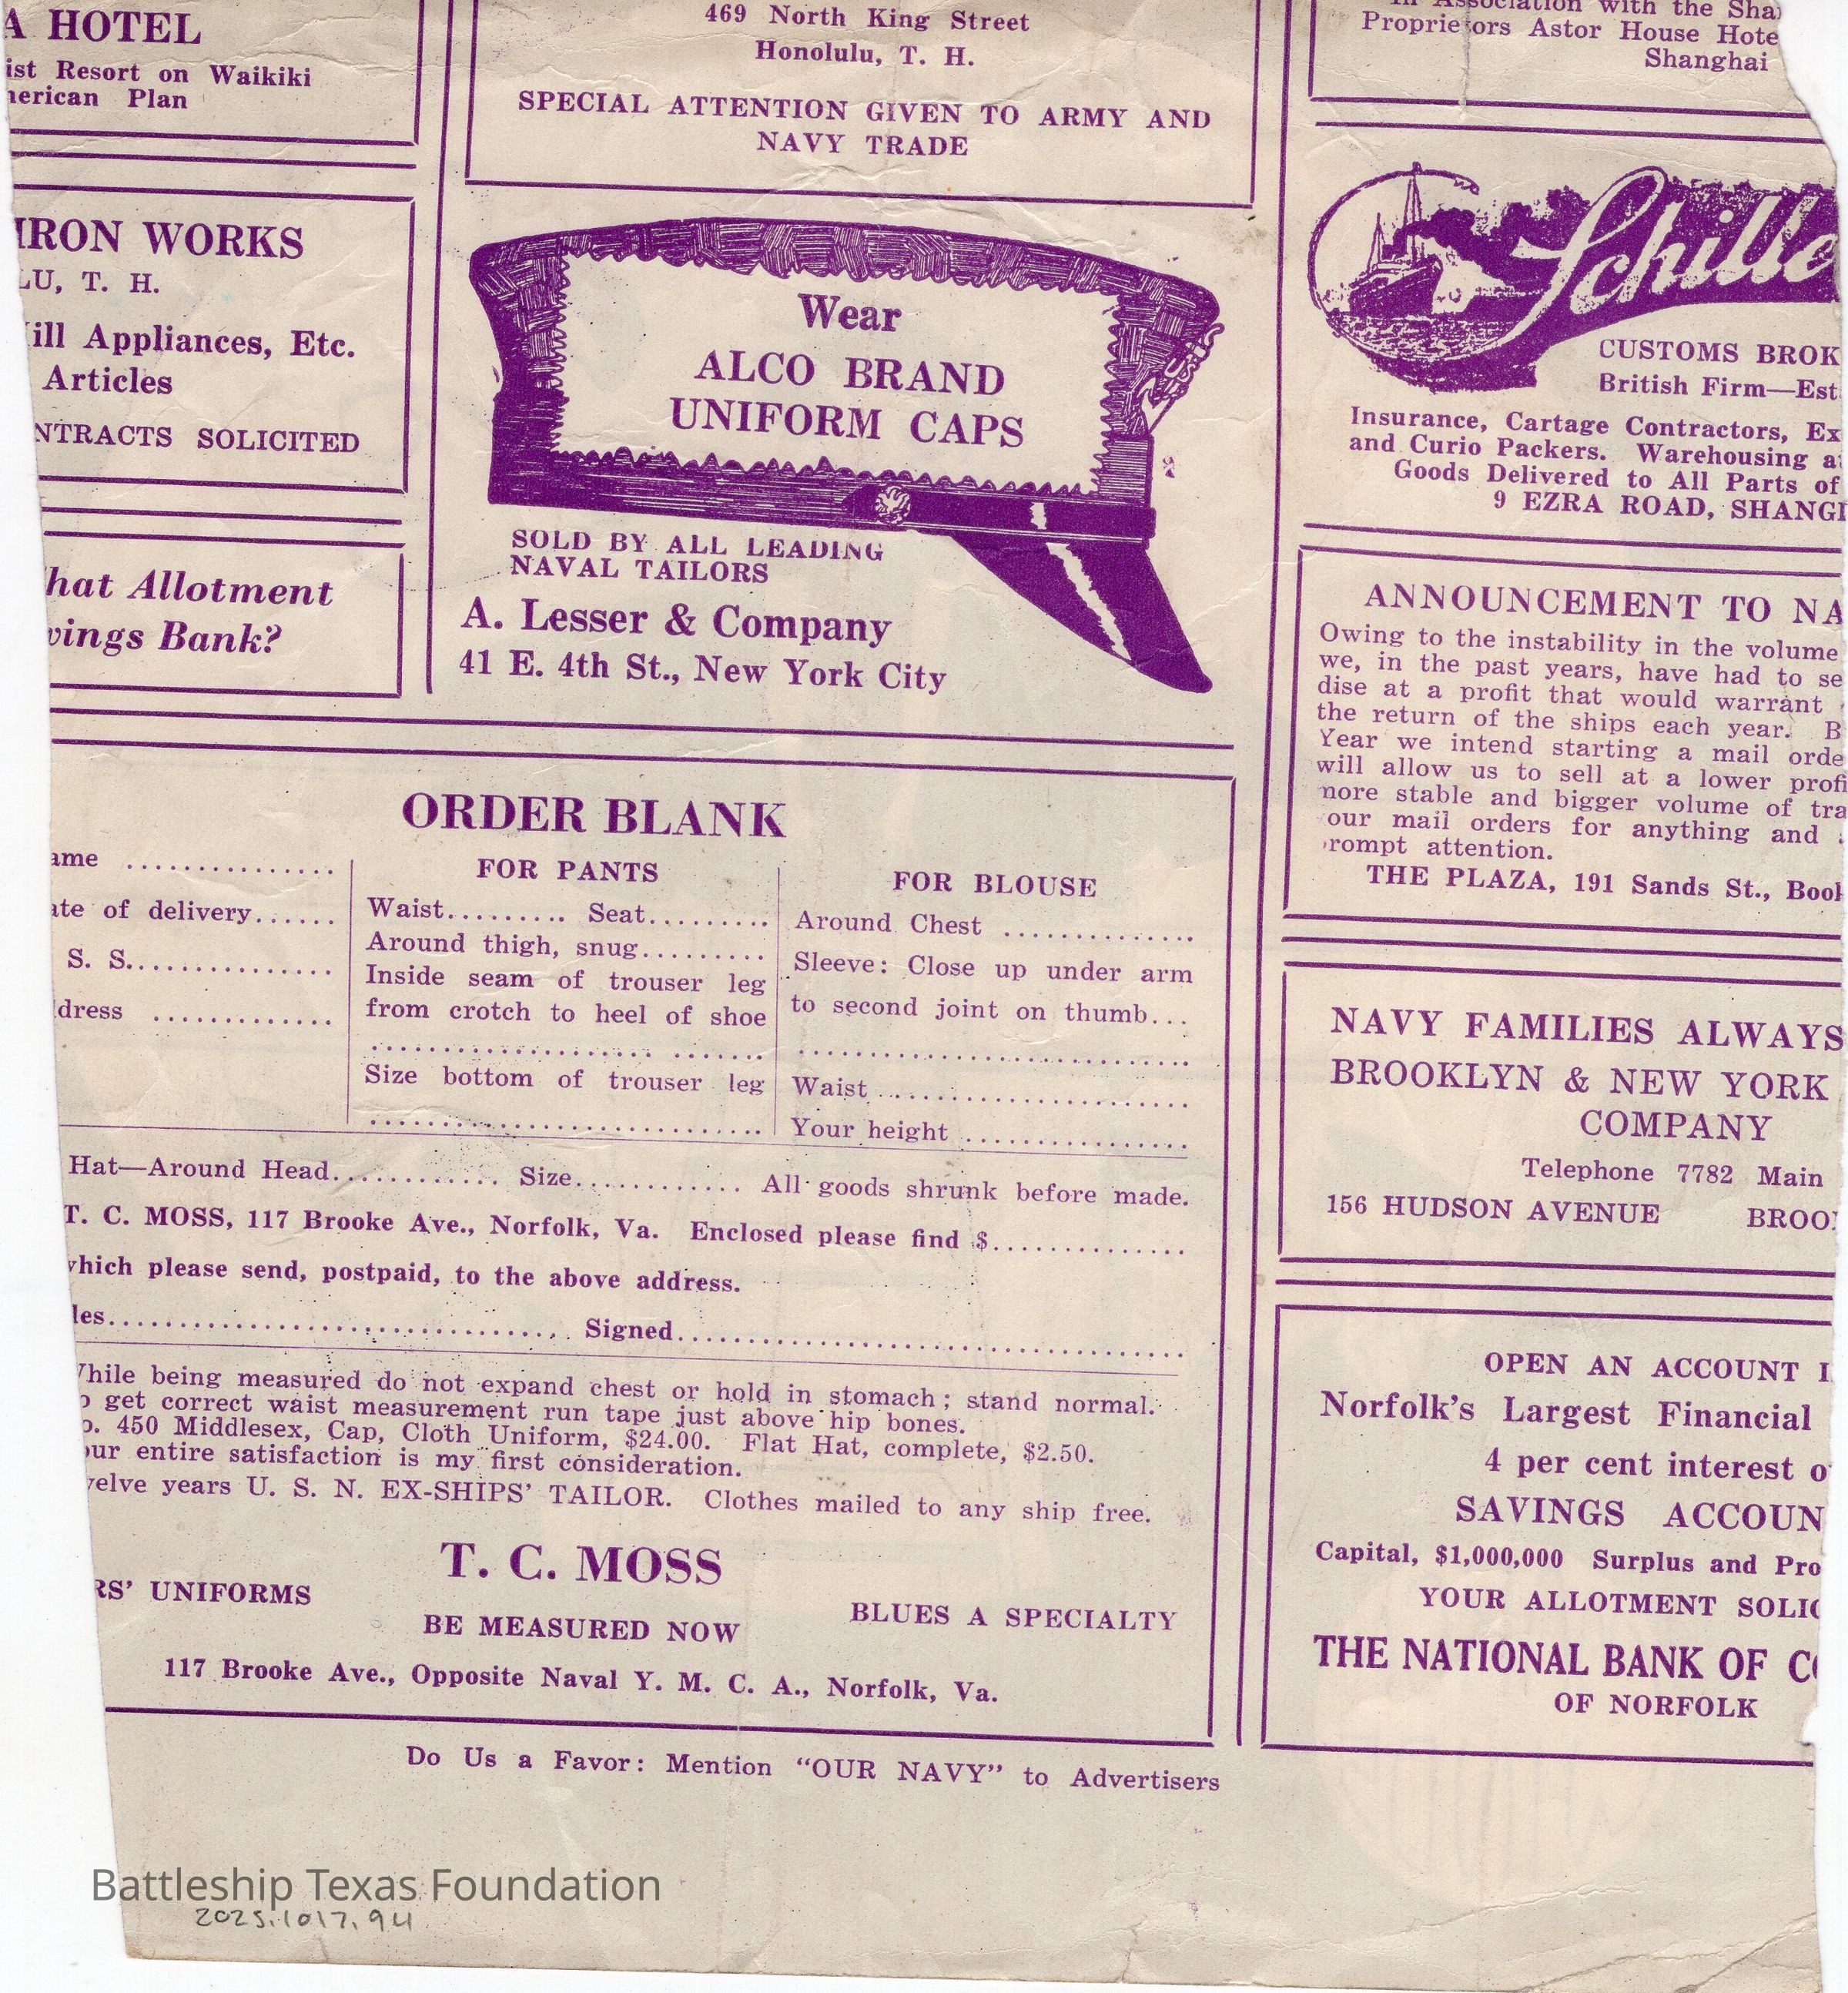 A HOTEL
ist Resort on Waikiki
merican Plan
IRON WORKS
LU, T. H.
ill Appliances, Etc.
Articles
NTRACTS SOLICITED
hat Allotment
vings Bank?
469 North King Street
Honolulu, T. H.
SPECIAL ATTENTION GIVEN TO ARMY AND
NAVY TRADE
Wear
ALCO BRAND
UNIFORM CAPS
SOLD BY ALL LEADING
NAVAL TAILORS
A. Lesser & Company
41 E. 4th St., New York City
ORDER BLANK
ame ..............
ate of delivery......
S. S...............
dress ............
FOR PANTS
Waist......... Seat.........
Around thigh, snug.........
Inside seam of trouser leg
from crotch to heel of shoe
..................... .......
Size bottom of trouser leg
..............................
FOR BLOUSE
Around Chest ...............
Sleeve: Close up under arm
to second joint on thumb...
..............................
Waist ........................
Your height .................
Hat—Around Head............ Size............ All goods shrunk before made.
T. C. MOSS, 117 Brooke Ave., Norfolk, Va. Enclosed please find $..............
which please send, postpaid, to the above address.
les................................... Signed.....................................
While being measured do not expand chest or hold in stomach; stand normal.
o get correct waist measurement run tape just above hip bones.
o. 450 Middlesex, Cap, Cloth Uniform, $24.00. Flat Hat, complete, $2.50.
our entire satisfaction is my first consideration.
welve years U. S. N. EX-SHIPS' TAILOR. Clothes mailed to any ship free.
T. C. MOSS
RS' UNIFORMS
BE MEASURED NOW
BLUES A SPECIALTY
117 Brooke Ave., Opposite Naval Y. M. C. A., Norfolk, Va.
In Association with the Sha
Proprietors Astor House Hote
Shanghai
Schille
CUSTOMS BROK
British Firm—Est
Insurance, Cartage Contractors, Ex
and Curio Packers. Warehousing a
Goods Delivered to All Parts of
9 EZRA ROAD, SHANG
ANNOUNCEMENT TO NA
Owing to the instability in the volume
we, in the past years, have had to se
dise at a profit that would warrant
the return of the ships each year. B
Year we intend starting a mail orde
will allow us to sell at a lower profi
more stable and bigger volume of tra
our mail orders for anything and
rompt attention.
THE PLAZA, 191 Sands St., Book
NAVY FAMILIES ALWAYS
BROOKLYN & NEW YORK
COMPANY
Telephone 7782 Main
156 HUDSON AVENUE BROO
OPEN AN ACCOUNT I
Norfolk's Largest Financial
4 per cent interest o
SAVINGS ACCOUN
Capital, $1,000,000 Surplus and Pro
YOUR ALLOTMENT SOLIC
THE NATIONAL BANK OF CO
OF NORFOLK
Do Us a Favor: Mention "OUR NAVY" to Advertisers
Battleship Texas Foundation
2025.1017.94